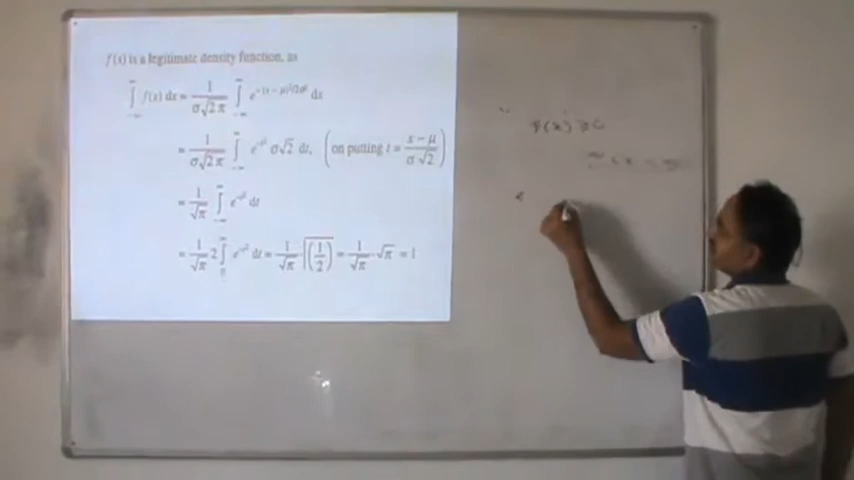 f(x) is a legitimate density function, as
∫_{-∞}^{∞} f(x) dx = 1/(σ√2π) ∫_{-∞}^{∞} e^{-(x-μ)²/2σ²} dx
= 1/(σ√2π) ∫_{-∞}^{∞} e^{-t²} σ√2 dt, (on putting t = (x-μ)/(σ√2))
= 1/√π ∫_{-∞}^{∞} e^{-t²} dt
= 1/√π 2 ∫_{0}^{∞} e^{-t²} dt = 1/√π · Γ(1/2) = 1/√π · √π = 1
f(x) ≥ 0